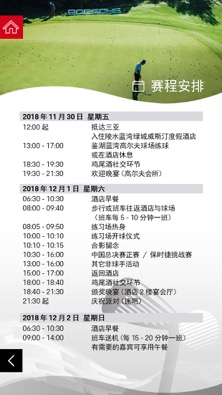 PORSCHE
赛程安排
2018 年 11 月 30 日 星期五
12:00 起 抵达三亚
入住陵水蓝湾绿城威斯汀度假酒店
13:00 - 17:00 鉴湖蓝湾高尔夫球场练球
或在酒店休息
18:30 - 19:30 鸡尾酒社交环节
19:30 - 21:30 欢迎晚宴 (高尔夫会所)
2018 年 12 月 1 日 星期六
06:30 - 10:30 酒店早餐
08:00 - 09:40 步行或班车往返酒店与球场
(班车每 5 - 10 分钟一班)
08:05 - 09:50 练习场热身
10:00 - 10:10 练习场开球仪式
10:10 - 10:15 合影留念
10:30 - 16:00 中国总决赛正赛 / 保时捷挑战赛
13:00 - 16:00 其它非球手活动
15:00 - 17:00 返回酒店
18:00 - 18:40 鸡尾酒社交环节
18:40 - 21:30 颁奖晚宴 (酒店 2 楼宴会厅)
21:30 起 庆祝派对 (泳吧)
2018 年 12 月 2 日 星期日
06:30 - 10:30 酒店早餐
09:00 - 14:00 班车送机 (每 15 - 20 分钟一班)
有需要的嘉宾可享用午餐